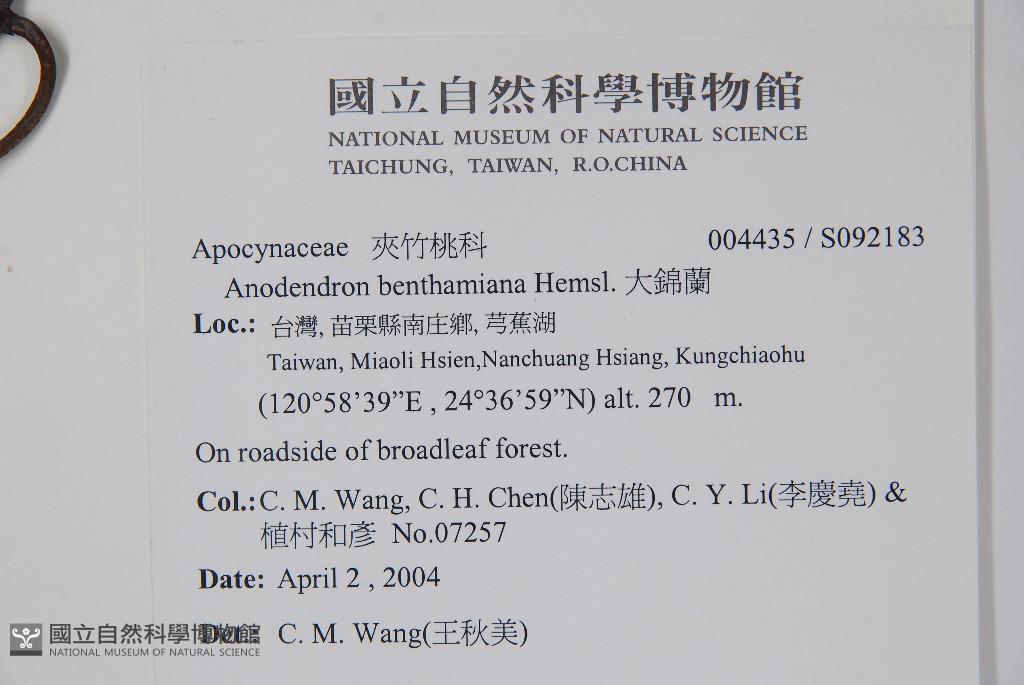 國立自然科學博物館
NATIONAL MUSEUM OF NATURAL SCIENCE
TAICHUNG, TAIWAN, R.O.CHINA
Apocynaceae 夾竹桃科 004435 / S092183
Anodendron benthamiana Hemsl. 大錦蘭
Loc.: 台灣, 苗栗縣南庄鄉, 芎蕉湖
Taiwan, Miaoli Hsien,Nanchuang Hsiang, Kungchiaohu
(120°58’39”E , 24°36’59”N) alt. 270 m.
On roadside of broadleaf forest.
Col.: C. M. Wang, C. H. Chen(陳志雄), C. Y. Li(李慶堯) &
植村和彥 No.07257
Date: April 2 , 2004
Det.: C. M. Wang(王秋美)
國立自然科學博物館
NATIONAL MUSEUM OF NATURAL SCIENCE